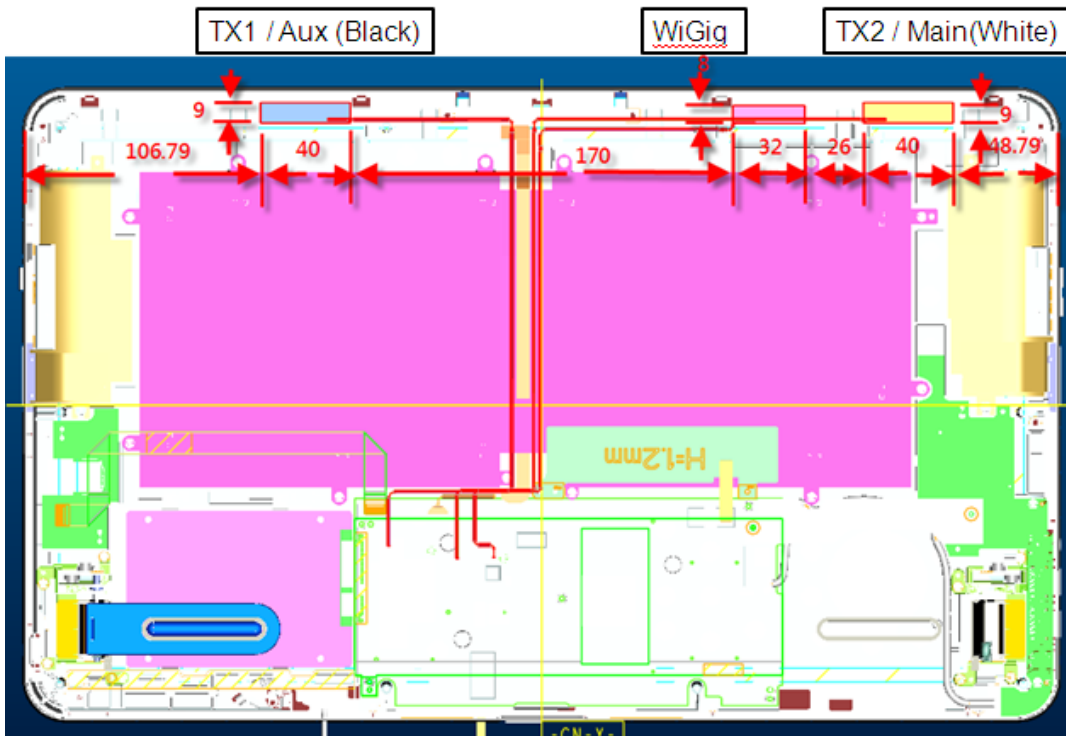 TX1 / Aux (Black)
WiGig
TX2 / Main(White)
8
9
9
106.79
40
170
32
26
40
48.79
H=1.2mm
-CN-X-